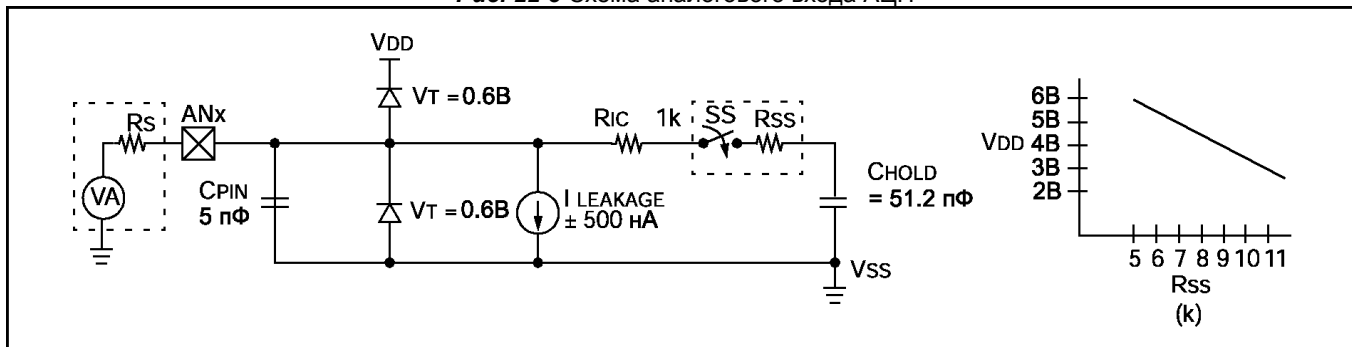 VDD
VT = 0.6В
RS
ANx
RIC 1k SS RSS
VA
CPIN
5 пФ
VT = 0.6В
I LEAKAGE
± 500 нА
CHOLD
= 51.2 пФ
VSS
6В
5В
VDD 4В
3В
2В
5 6 7 8 9 10 11
RSS
(k)